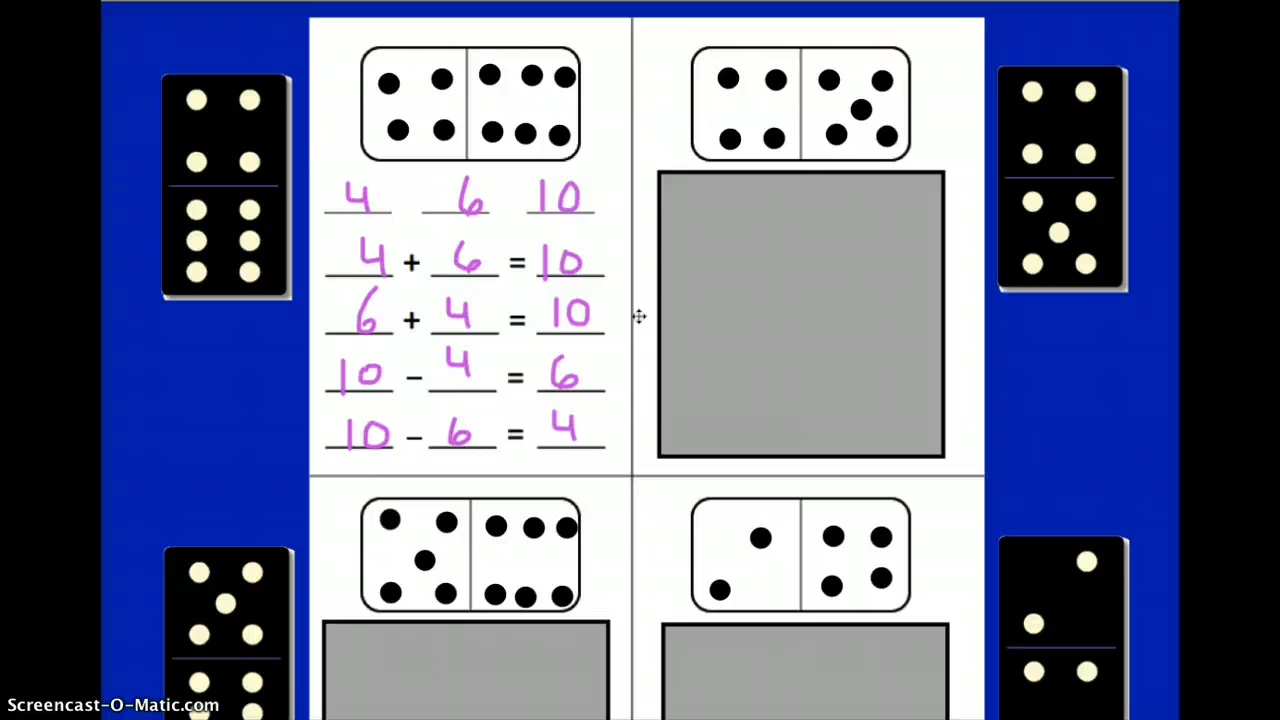 4 6 10
4 + 6 = 10
6 + 4 = 10
10 - 4 = 6
10 - 6 = 4
Screencast-O-Matic.com